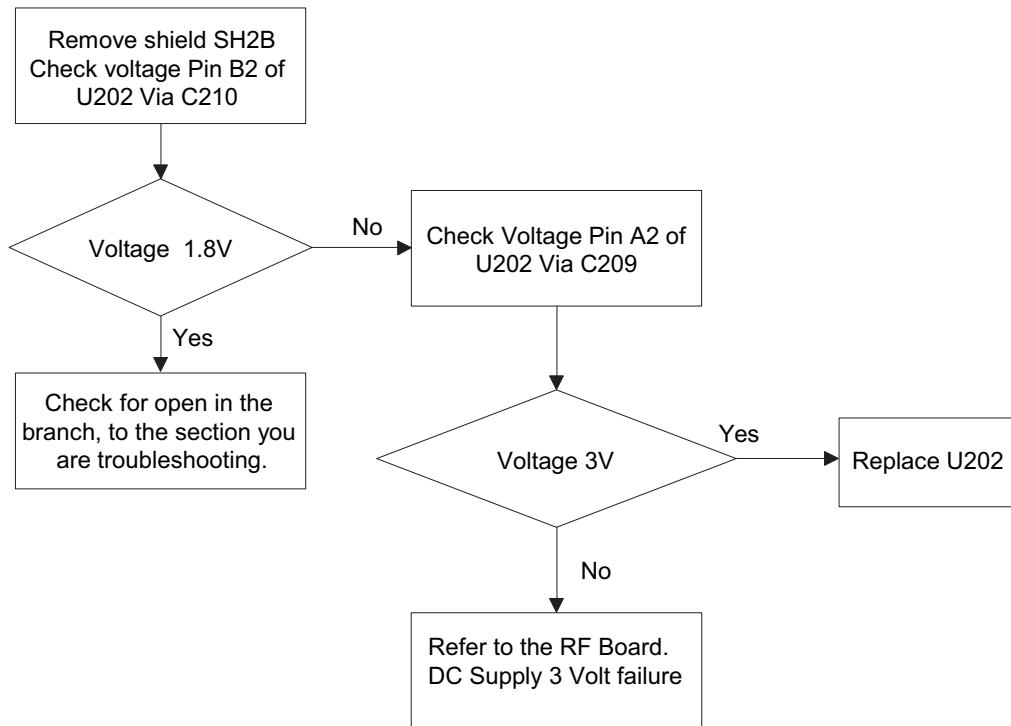 Remove shield SH2B
Check voltage Pin B2 of
U202 Via C210
Voltage 1.8V
No
Check Voltage Pin A2 of
U202 Via C209
Yes
Check for open in the
branch, to the section you
are troubleshooting.
Voltage 3V
Yes
Replace U202
No
Refer to the RF Board.
DC Supply 3 Volt failure